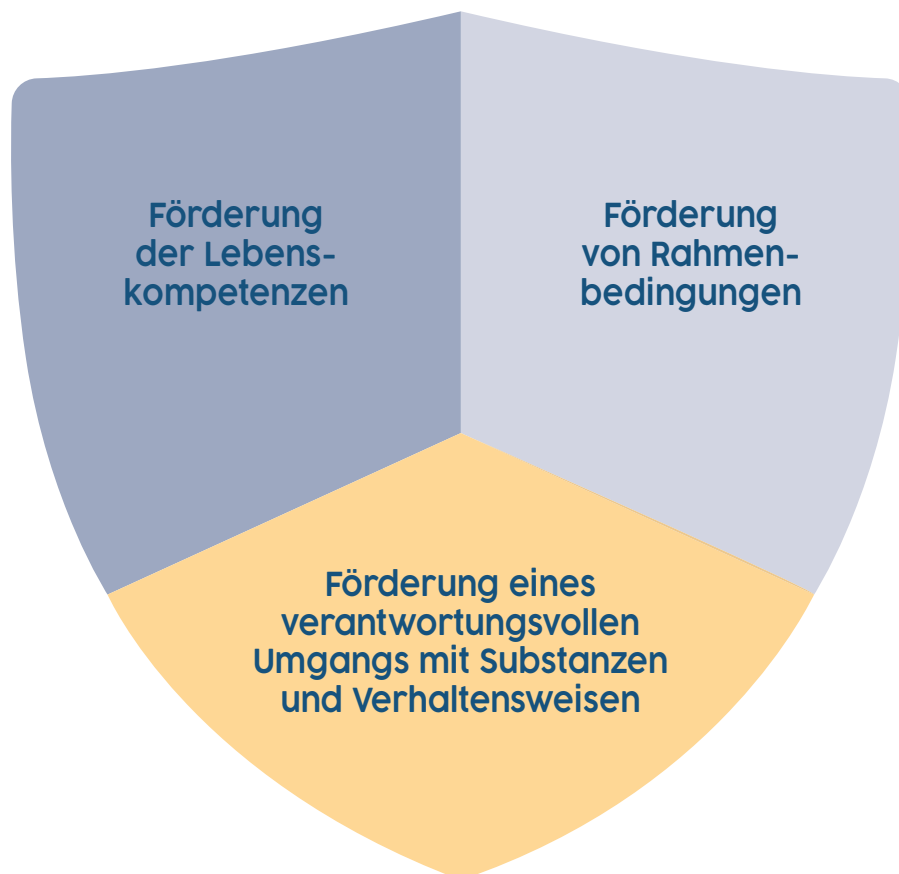 Förderung
der Lebens-
kompetenzen
Förderung
von Rahmen-
bedingungen
Förderung eines
verantwortungsvollen
Umgangs mit Substanzen
und Verhaltensweisen